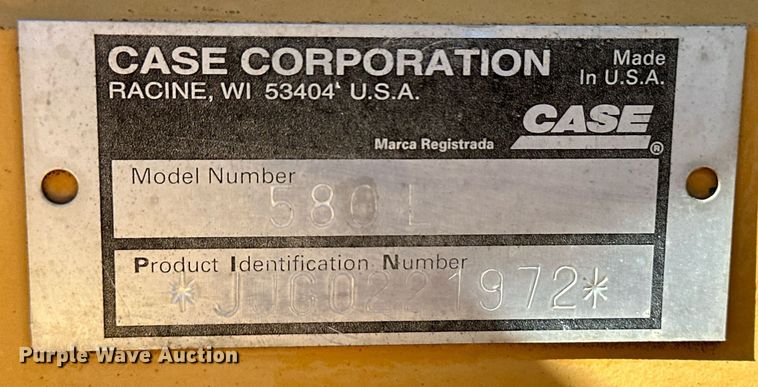 CASE CORPORATION
RACINE, WI 53404 U.S.A.
Made
In U.S.A.
CASE
Marca Registrada
®
Model Number
580 L
Product Identification Number
*JJG0221972*
Purple Wave Auction